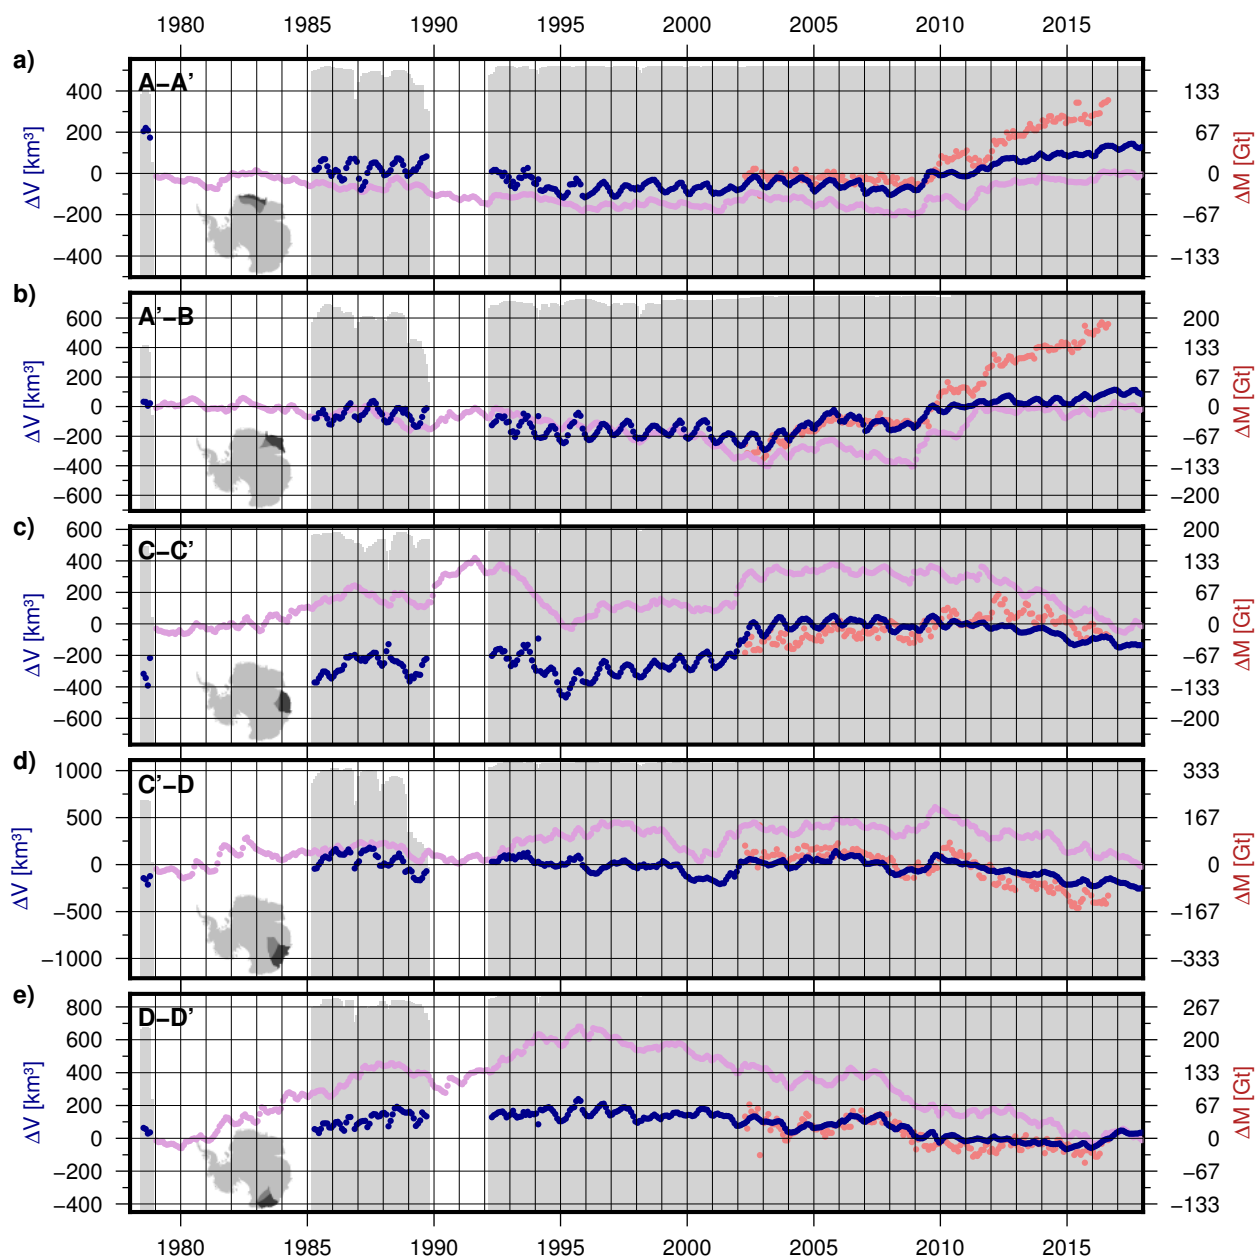 1980 1985 1990 1995 2000 2005 2010 2015
a)
A−A’
400 200 0 −200 −400
ΔV [km³]
133 67 0 −67 −133
ΔM [Gt]
b)
A’−B
600 400 200 0 −200 −400 −600
ΔV [km³]
200 133 67 0 −67 −133 −200
ΔM [Gt]
c)
C−C’
600 400 200 0 −200 −400 −600
ΔV [km³]
200 133 67 0 −67 −133 −200
ΔM [Gt]
d)
C’−D
1000 500 0 −500 −1000
ΔV [km³]
333 167 0 −167 −333
ΔM [Gt]
e)
D−D’
800 600 400 200 0 −200 −400
ΔV [km³]
267 200 133 67 0 −67 −133
ΔM [Gt]
1980 1985 1990 1995 2000 2005 2010 2015